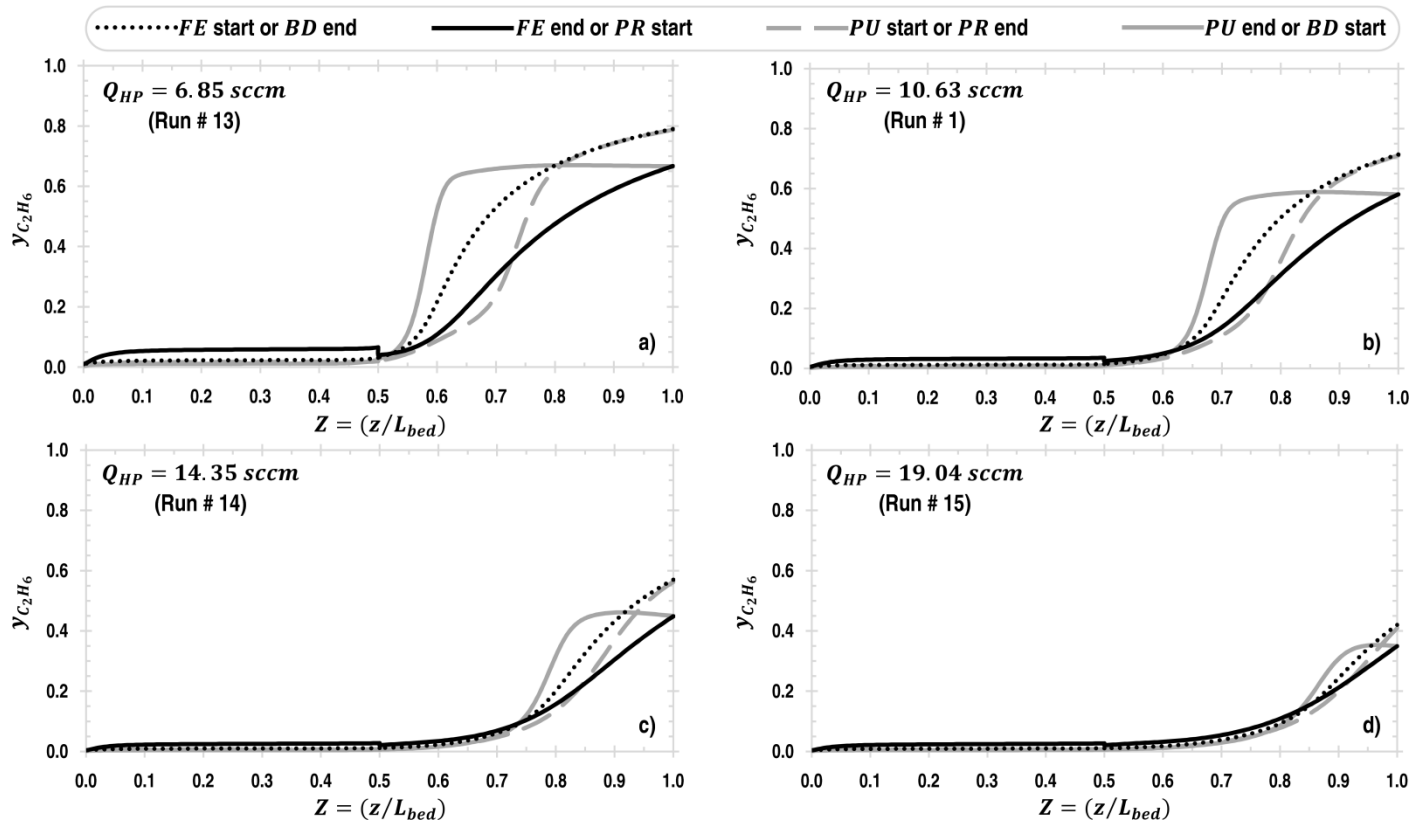 FE start or BD end FE end or PR start PU start or PR end PU end or BD start
Q_HP = 6.85 sccm
(Run # 13)
y_C2H6
1.0
0.8
0.6
0.4
0.2
0.0
a)
0.0 0.1 0.2 0.3 0.4 0.5 0.6 0.7 0.8 0.9 1.0
Z = (z/L_bed)
Q_HP = 10.63 sccm
(Run # 1)
y_C2H6
1.0
0.8
0.6
0.4
0.2
0.0
b)
0.0 0.1 0.2 0.3 0.4 0.5 0.6 0.7 0.8 0.9 1.0
Z = (z/L_bed)
Q_HP = 14.35 sccm
(Run # 14)
y_C2H6
1.0
0.8
0.6
0.4
0.2
0.0
c)
0.0 0.1 0.2 0.3 0.4 0.5 0.6 0.7 0.8 0.9 1.0
Z = (z/L_bed)
Q_HP = 19.04 sccm
(Run # 15)
y_C2H6
1.0
0.8
0.6
0.4
0.2
0.0
d)
0.0 0.1 0.2 0.3 0.4 0.5 0.6 0.7 0.8 0.9 1.0
Z = (z/L_bed)